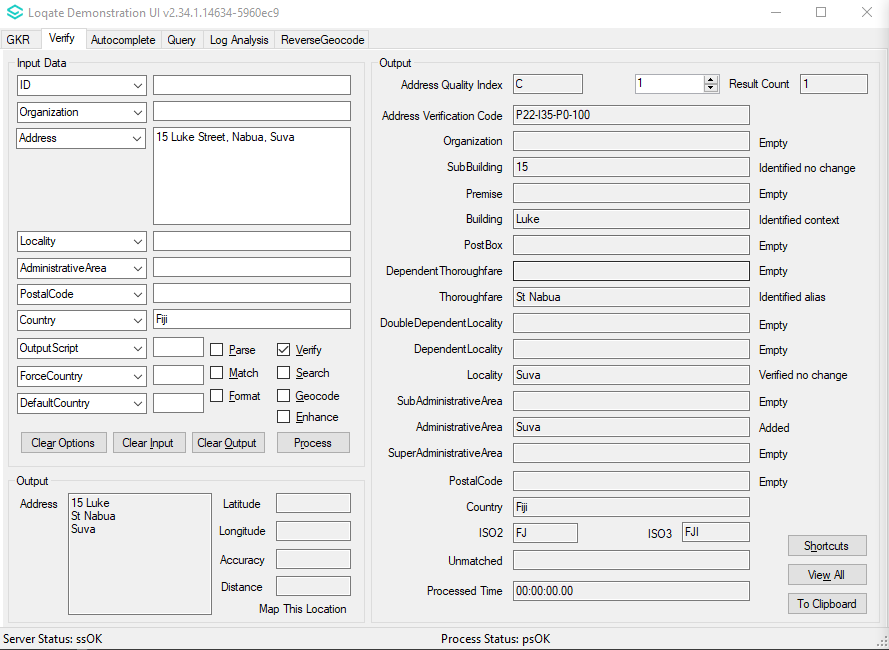 Loqate Demonstration UI v2.34.1.14634-5960ec9
GKR Verify Autocomplete Query Log Analysis ReverseGeocode
Input Data
ID
Organization
Address 15 Luke Street, Nabua, Suva
Locality
AdministrativeArea
PostalCode
Country Fiji
OutputScript Parse Verify
ForceCountry Match Search
DefaultCountry Format Geocode
Enhance
Clear Options Clear Input Clear Output Process
Output
Address 15 Luke
St Nabua
Suva
Latitude
Longitude
Accuracy
Distance
Map This Location
Output
Address Quality Index C 1 Result Count 1
Address Verification Code P22-I35-P0-100
Organization Empty
SubBuilding 15 Identified no change
Premise Empty
Building Luke Identified context
PostBox Empty
DependentThoroughfare Empty
Thoroughfare St Nabua Identified alias
DoubleDependentLocality Empty
DependentLocality Empty
Locality Suva Verified no change
SubAdministrativeArea Empty
AdministrativeArea Suva Added
SuperAdministrativeArea Empty
PostalCode Empty
Country Fiji
ISO2 FJ ISO3 FJI
Unmatched
Processed Time 00:00:00.00
Shortcuts
View All
To Clipboard
Server Status: ssOK Process Status: psOK